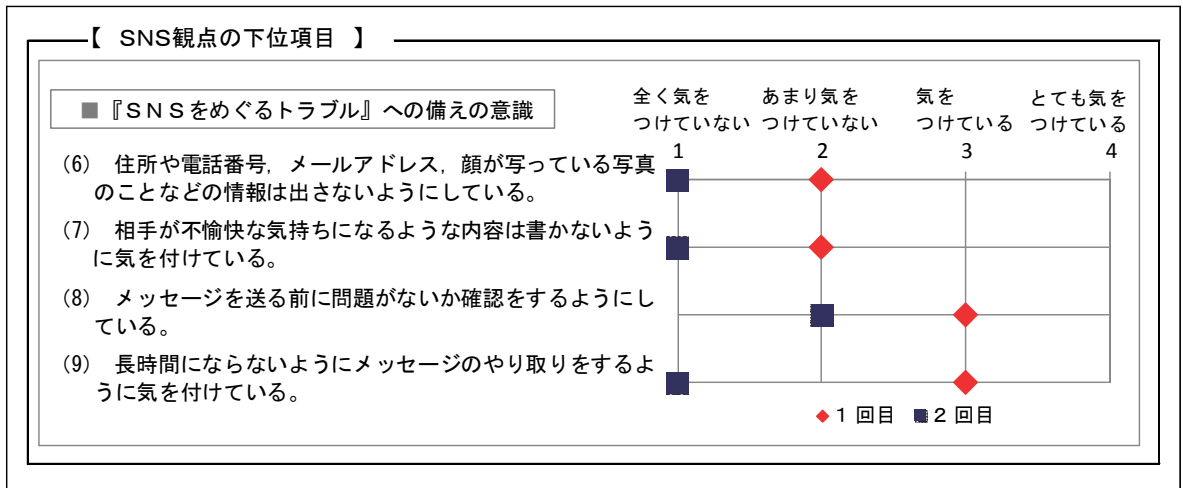 【 SNS観点の下位項目 】
■『SNSをめぐるトラブル』への備えの意識
全く気を あまり気を 気を とても気を
つけていない つけていない つけている つけている
1 2 3 4
(6) 住所や電話番号，メールアドレス，顔が写っている写真
のことなどの情報は出さないようにしている。
(7) 相手が不愉快な気持ちになるような内容は書かないよう
に気を付けている。
(8) メッセージを送る前に問題がないか確認をするようにし
ている。
(9) 長時間にならないようにメッセージのやり取りをするよ
うに気を付けている。
◆1回目 ■2回目